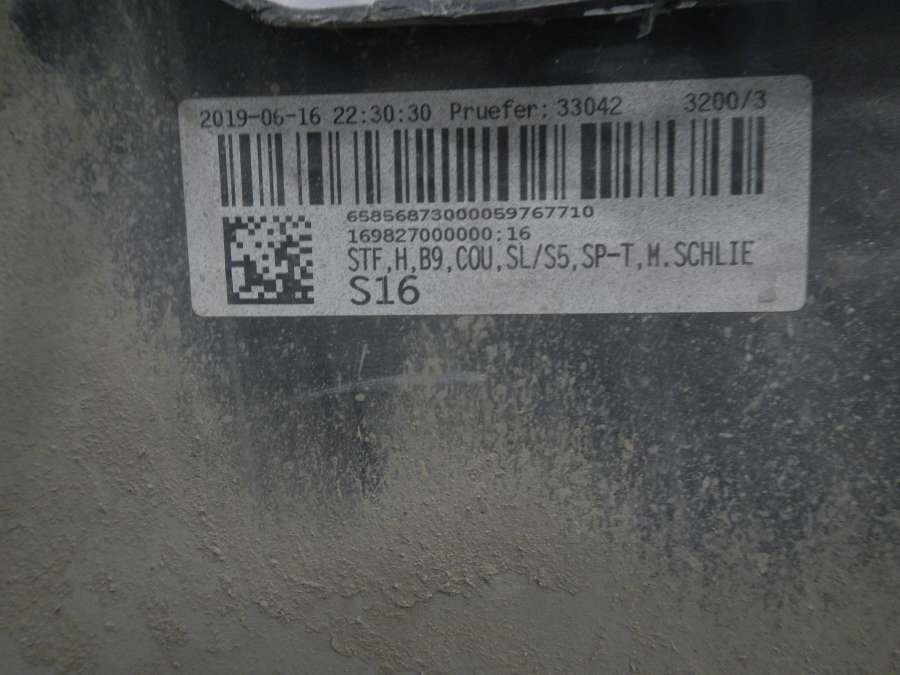 2019-06-16 22:30:30 Pruefer: 33042 3200/3
65856873000059767710
169827000000;16
STF,H,B9,COU,SL/S5,SP-T,M.SCHLIE
S16